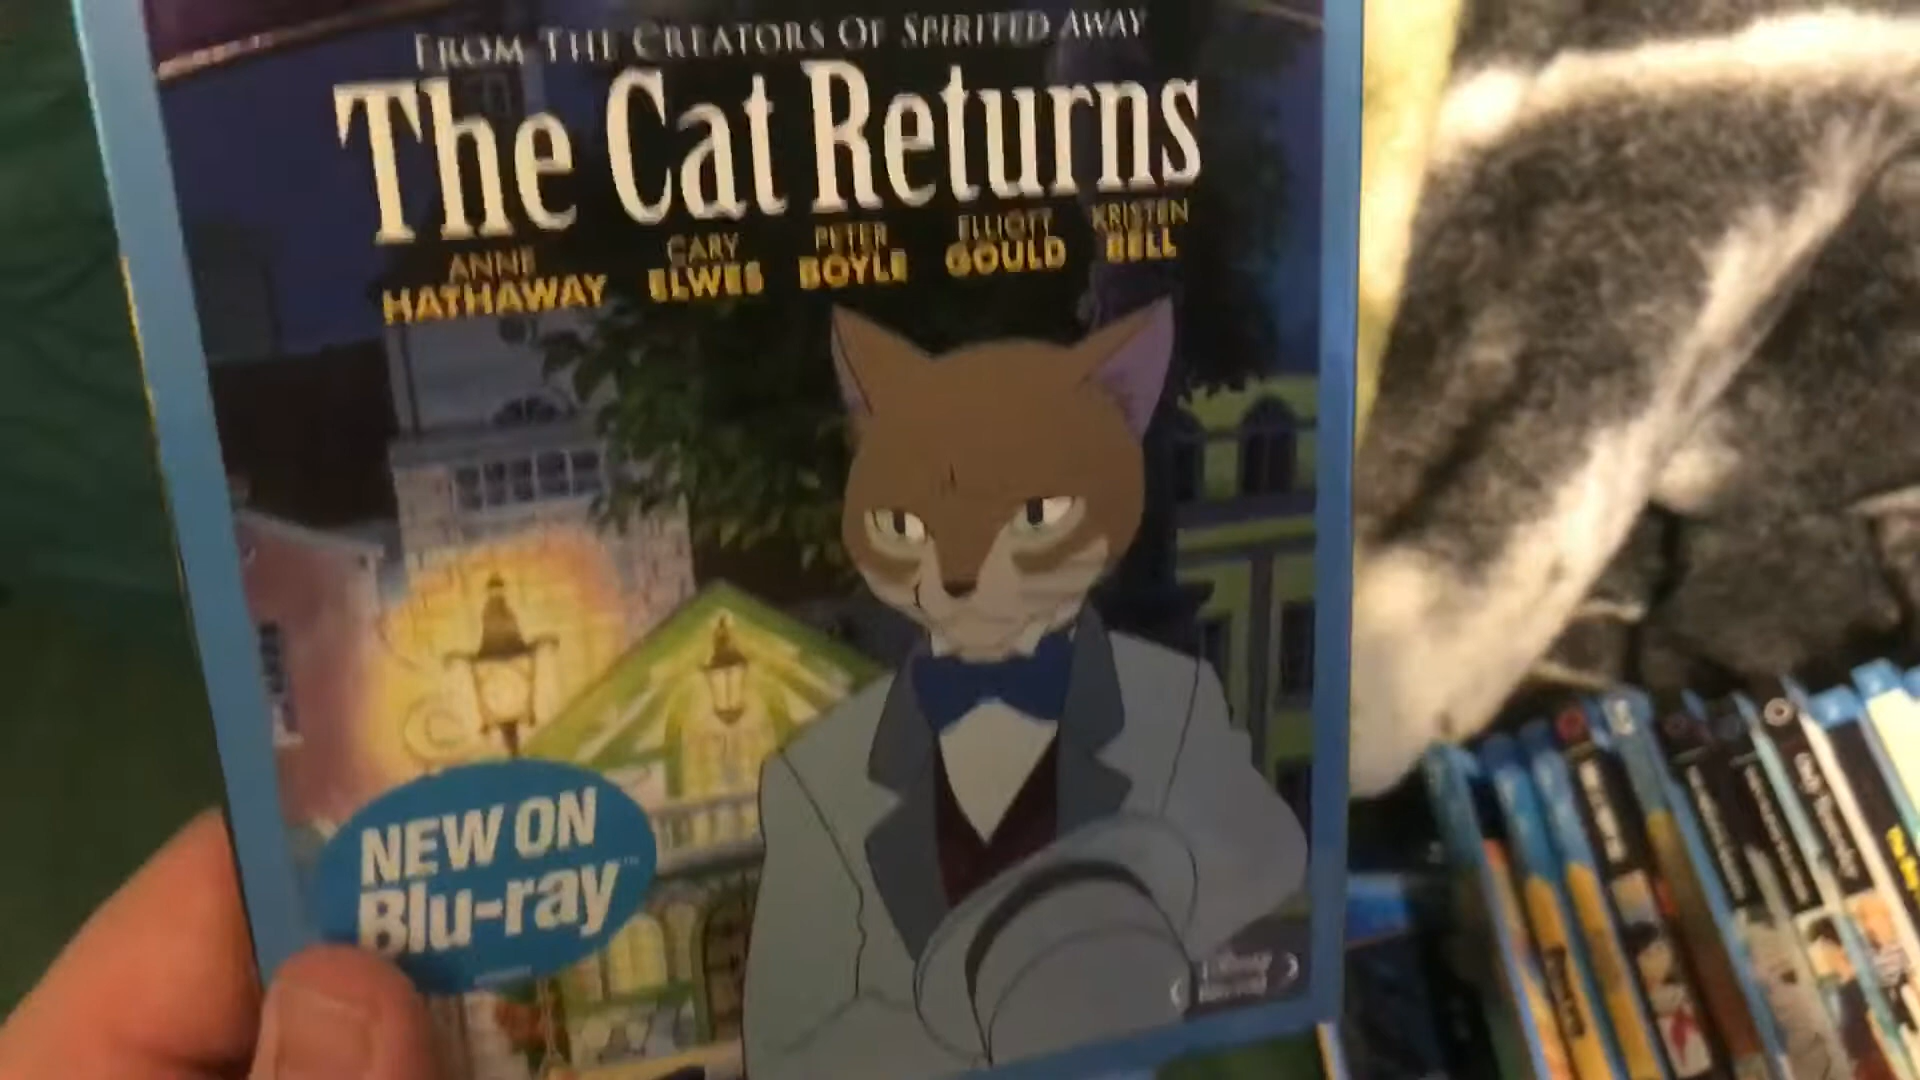 FROM THE CREATORS OF SPIRITED AWAY
The Cat Returns
ANNE HATHAWAY
CARY ELWES
PETER BOYLE
ELLIOTT GOULD
KRISTEN BELL
NEW ON
Blu-ray™